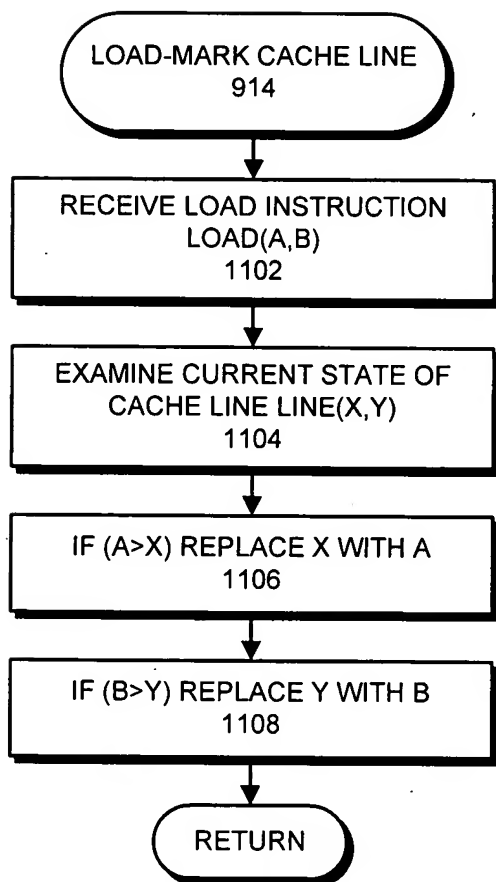 LOAD-MARK CACHE LINE
914
RECEIVE LOAD INSTRUCTION
LOAD(A,B)
1102
EXAMINE CURRENT STATE OF
CACHE LINE LINE(X,Y)
1104
IF (A>X) REPLACE X WITH A
1106
IF (B>Y) REPLACE Y WITH B
1108
RETURN